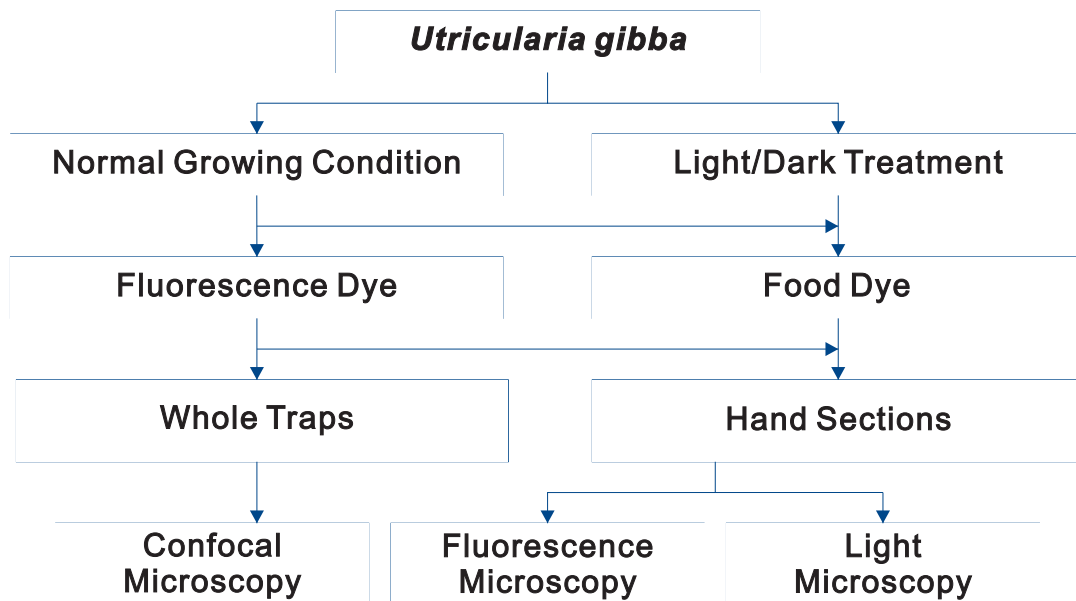 Utricularia gibba
Normal Growing Condition
Light/Dark Treatment
Fluorescence Dye
Food Dye
Whole Traps
Hand Sections
Confocal
Microscopy
Fluorescence
Microscopy
Light
Microscopy